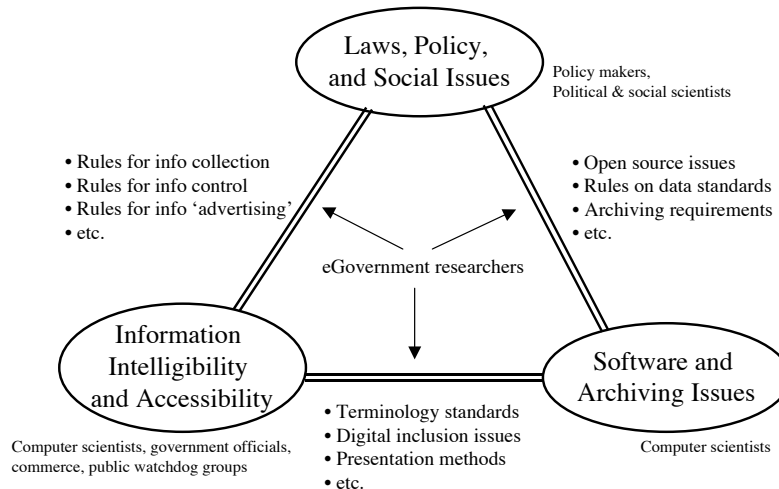 Laws, Policy,
and Social Issues
Policy makers,
Political & social scientists
• Rules for info collection
• Rules for info control
• Rules for info ‘advertising’
• etc.
• Open source issues
• Rules on data standards
• Archiving requirements
• etc.
eGovernment researchers
Information
Intelligibility
and Accessibility
Software and
Archiving Issues
Computer scientists, government officials,
commerce, public watchdog groups
• Terminology standards
• Digital inclusion issues
• Presentation methods
• etc.
Computer scientists